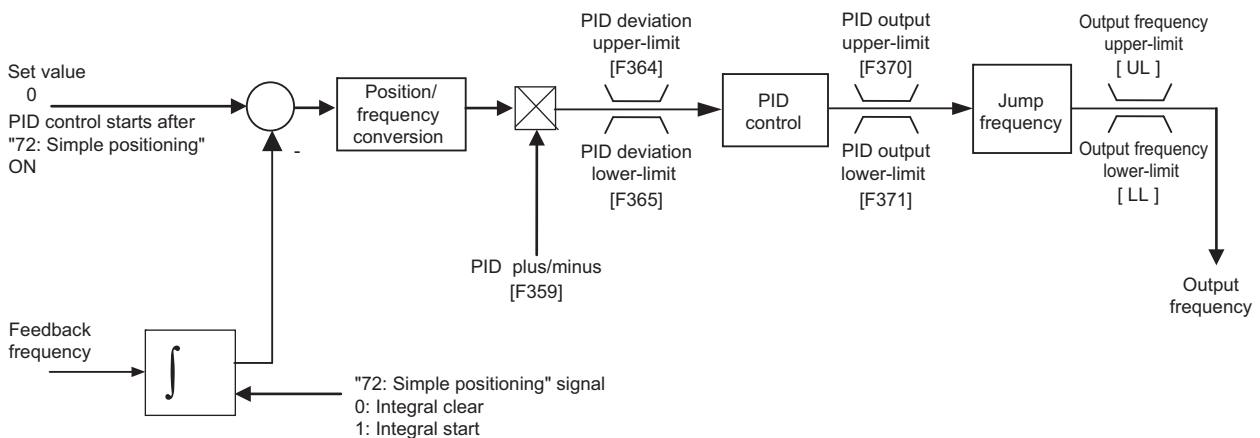 PID deviation
upper-limit
[F364]
PID output
upper-limit
[F370]
Output frequency
upper-limit
[ UL ]
Set value
0
PID control starts after
"72: Simple positioning"
ON
-
Position/
frequency
conversion
PID
control
Jump
frequency
PID deviation
lower-limit
[F365]
PID output
lower-limit
[F371]
Output frequency
lower-limit
[ LL ]
PID plus/minus
[F359]
Output
frequency
Feedback
frequency
∫
"72: Simple positioning" signal
0: Integral clear
1: Integral start